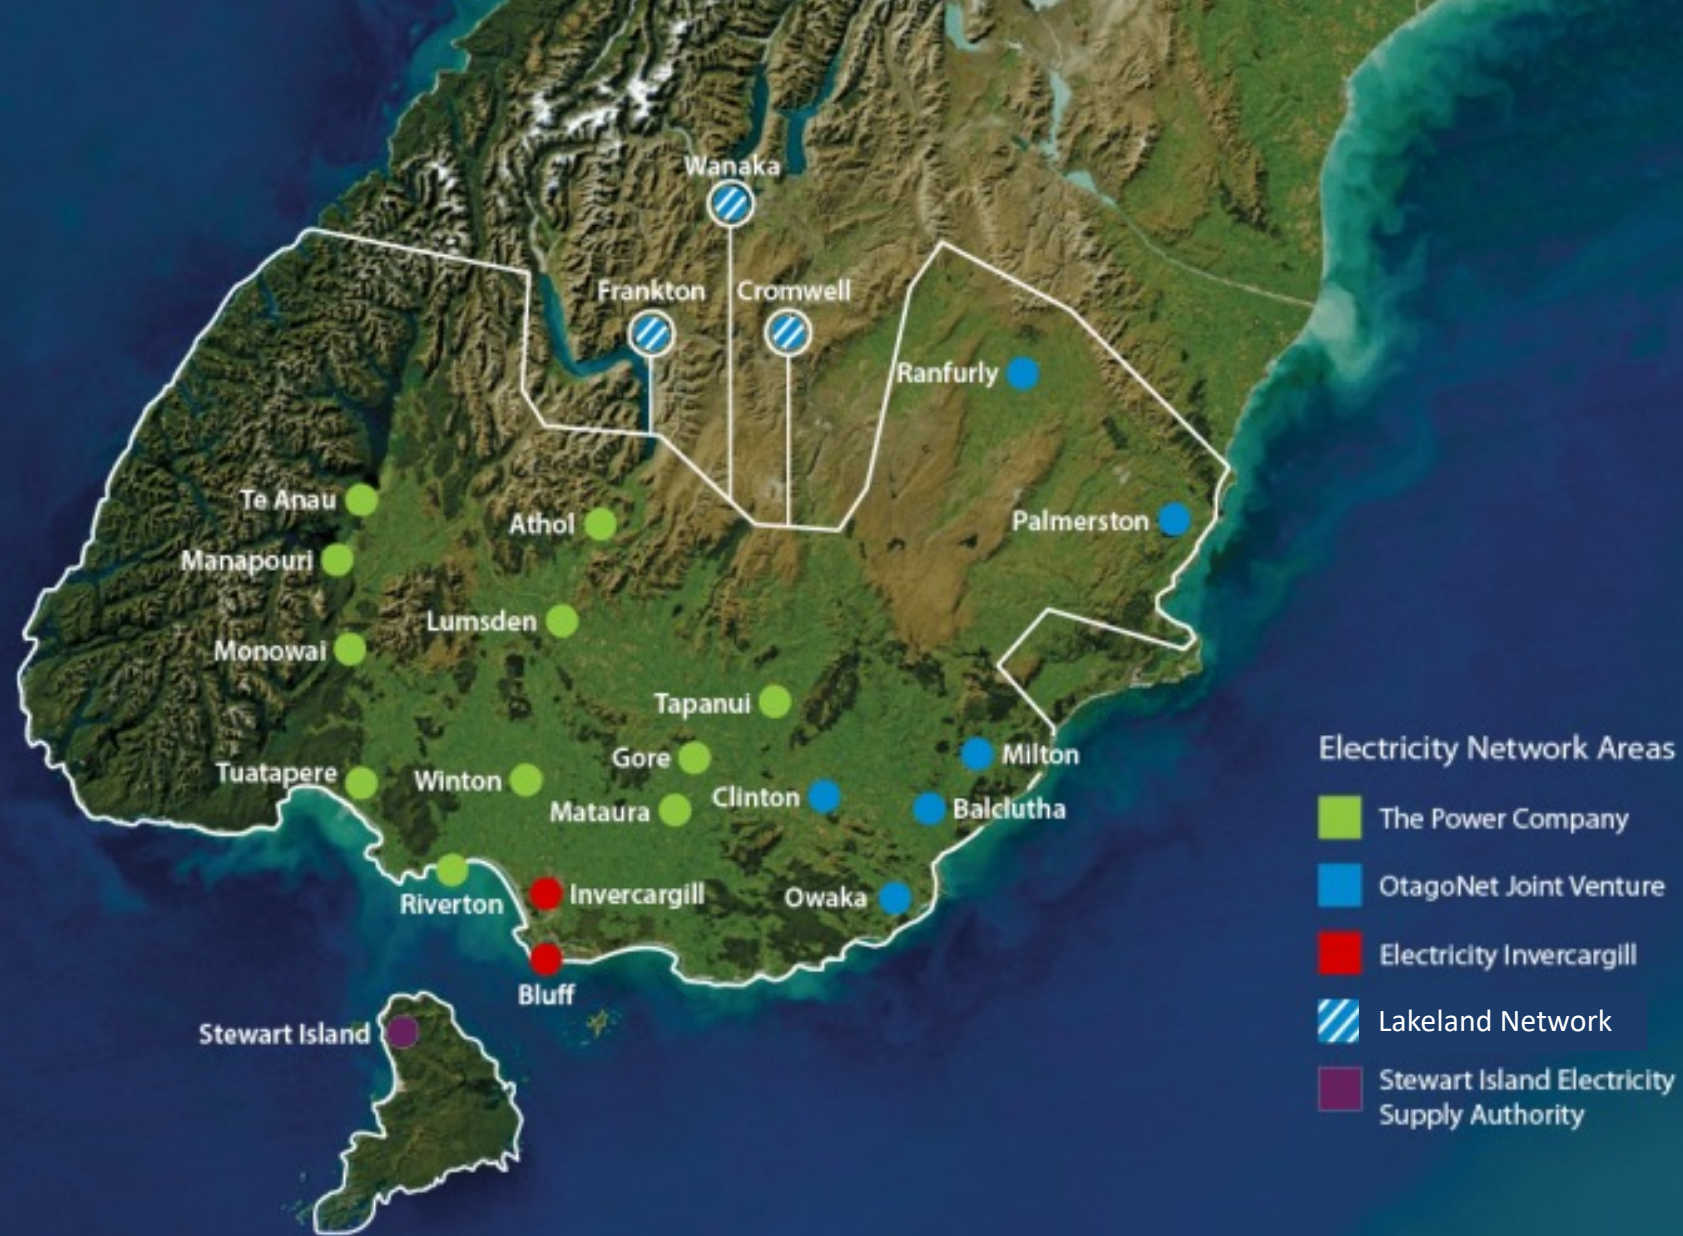 Wanaka
Frankton
Cromwell
Ranfurly
Te Anau
Athol
Palmerston
Manapouri
Lumsden
Monowai
Tapanui
Gore
Milton
Tuatapere
Winton
Mataura
Clinton
Balclutha
Riverton
Invercargill
Owaka
Bluff
Stewart Island
Electricity Network Areas
The Power Company
OtagoNet Joint Venture
Electricity Invercargill
Lakeland Network
Stewart Island Electricity
Supply Authority